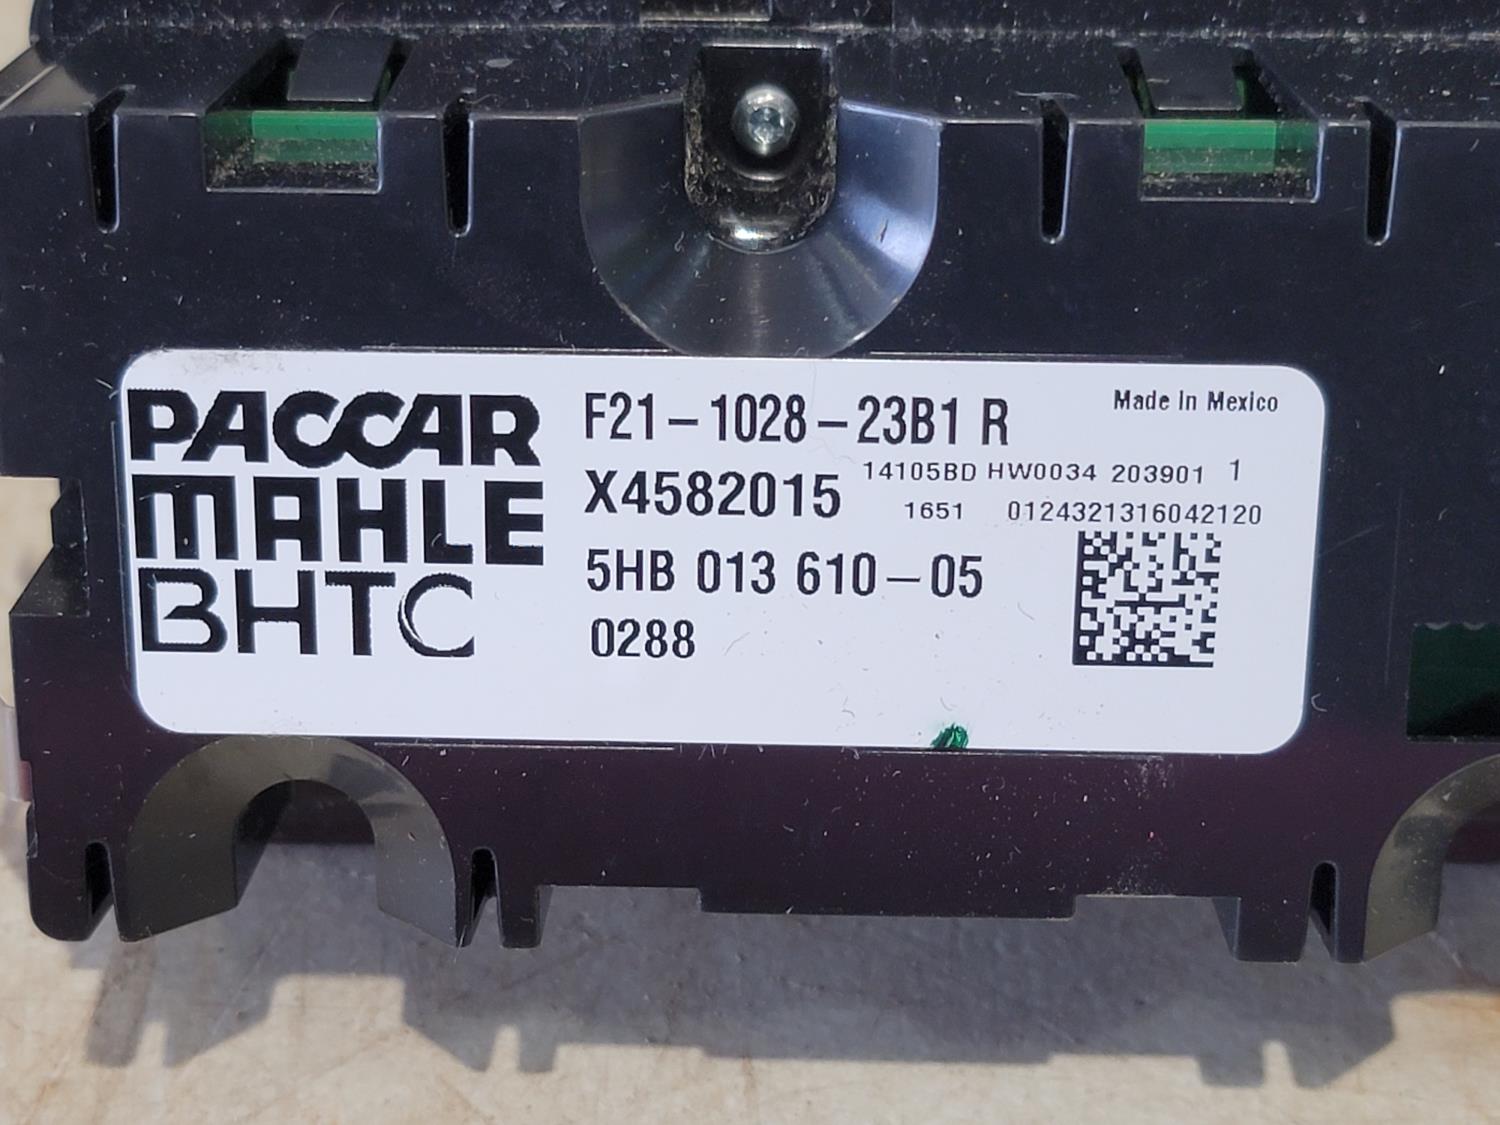 PACCAR
MAHLE
BHTC
F21-1028-23B1 R
Made In Mexico
X4582015
14105BD HW0034 203901 1
1651 0124321316042120
5HB 013 610-05
0288